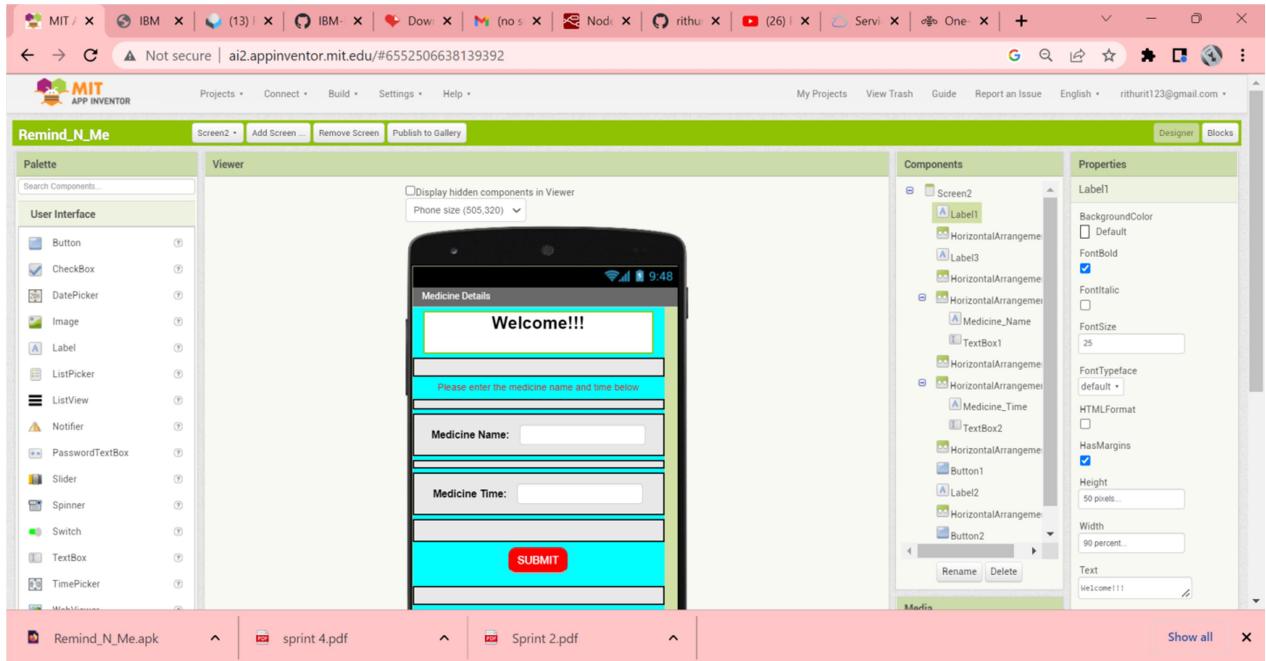 MIT / IBM (13) IBM- Dow (no s Node rithu (26) Servi One-
Not secure ai2.appinventor.mit.edu/#6552506638139392
MIT
APP INVENTOR
Projects Connect Build Settings Help My Projects View Trash Guide Report an Issue English rithurit123@gmail.com
Remind_N_Me Screen2 Add Screen ... Remove Screen Publish to Gallery Designer Blocks
Palette
Search Components...
User Interface
Button
CheckBox
DatePicker
Image
Label
ListPicker
ListView
Notifier
PasswordTextBox
Slider
Spinner
Switch
TextBox
TimePicker
Viewer
Display hidden components in Viewer
Phone size (505,320)
9:48
Medicine Details
Welcome!!!
Please enter the medicine name and time below
Medicine Name:
Medicine Time:
SUBMIT
Components
Screen2
Label1
HorizontalArrangeme
Label3
HorizontalArrangeme
HorizontalArrangemen
Medicine_Name
TextBox1
HorizontalArrangeme
HorizontalArrangemen
Medicine_Time
TextBox2
HorizontalArrangeme
Button1
Label2
HorizontalArrangeme
Button2
Rename Delete
Media
Properties
Label1
BackgroundColor
Default
FontBold
FontItalic
FontSize
25
FontTypeface
default
HTMLFormat
HasMargins
Height
50 pixels...
Width
90 percent...
Text
Welcome!!!
Remind_N_Me.apk sprint 4.pdf Sprint 2.pdf Show all